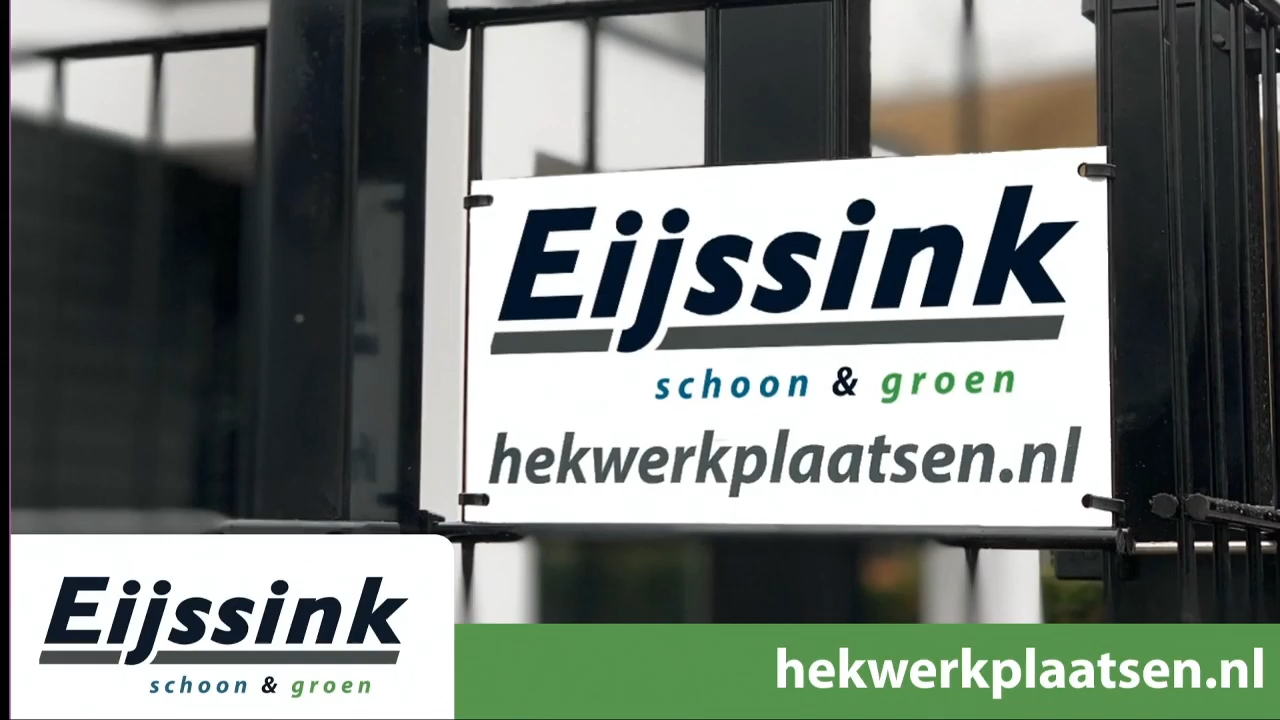 Eijssink
schoon & groen
hekwerkplaatsen.nl
Eijssink
schoon & groen
hekwerkplaatsen.nl